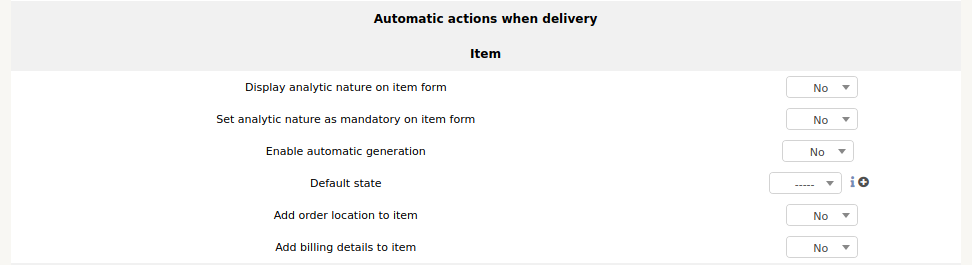 Automatic actions when delivery
Item
Display analytic nature on item form No
Set analytic nature as mandatory on item form No
Enable automatic generation No
Default state -----
Add order location to item No
Add billing details to item No